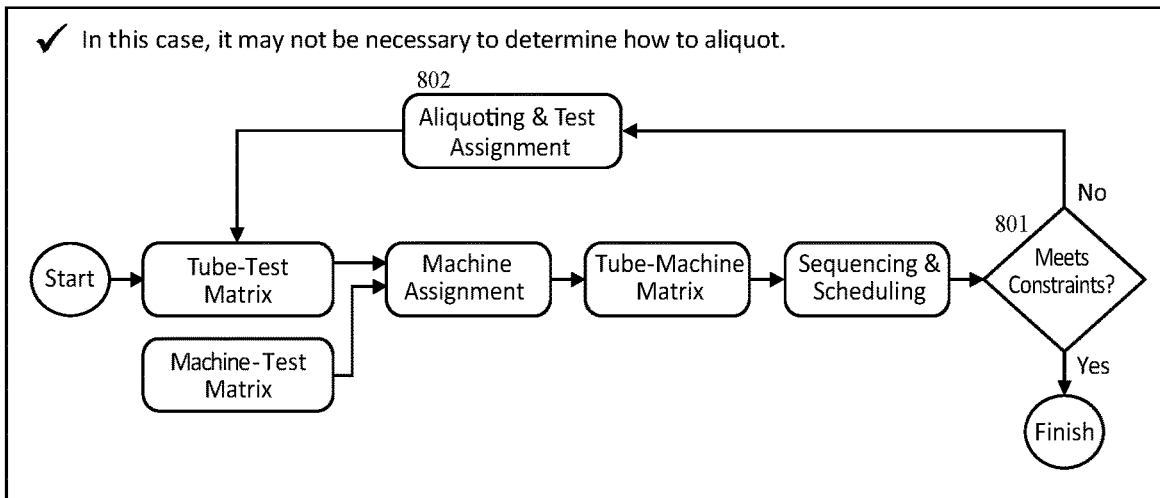 ✓ In this case, it may not be necessary to determine how to aliquot.
802
Aliquoting & Test
Assignment
No
801
Meets
Constraints?
Start
Tube-Test
Matrix
Machine
Assignment
Tube-Machine
Matrix
Sequencing &
Scheduling
Machine-Test
Matrix
Yes
Finish